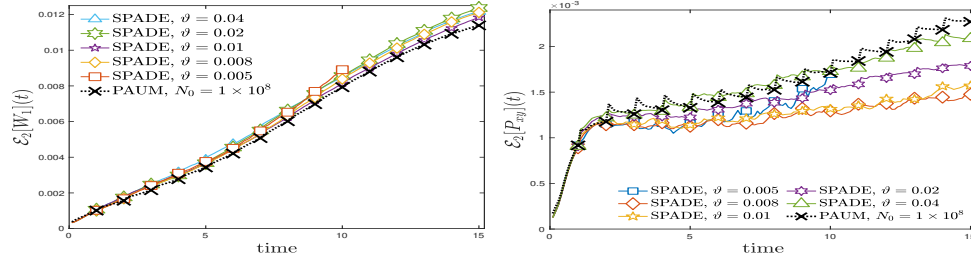 0.012
0.01
0.008
0.006
0.004
0.002
0
ℰ₂[W₁](t)
SPADE, ϑ = 0.04
SPADE, ϑ = 0.02
SPADE, ϑ = 0.01
SPADE, ϑ = 0.008
SPADE, ϑ = 0.005
PAUM, N₀ = 1 × 10⁸
0 5 10 15
time
×10⁻³
2
1.5
1
0.5
0
ℰ₂[Pₓᵧ](t)
SPADE, ϑ = 0.005
SPADE, ϑ = 0.008
SPADE, ϑ = 0.01
SPADE, ϑ = 0.02
SPADE, ϑ = 0.04
PAUM, N₀ = 1 × 10⁸
0 5 10 15
time